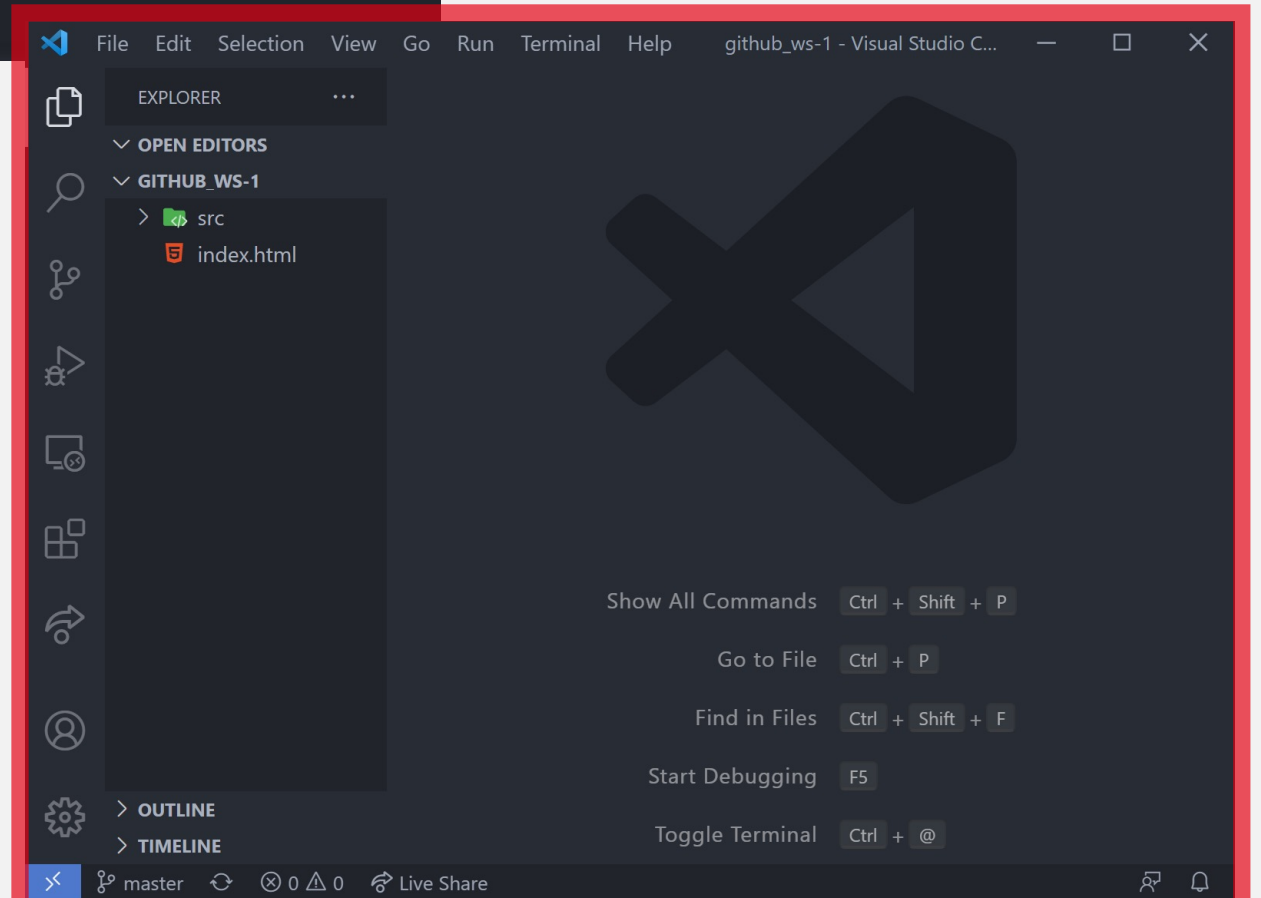 File Edit Selection View Go Run Terminal Help github_ws-1 - Visual Studio C...
EXPLORER ...
OPEN EDITORS
GITHUB_WS-1
src
index.html
Show All Commands Ctrl + Shift + P
Go to File Ctrl + P
Find in Files Ctrl + Shift + F
Start Debugging F5
Toggle Terminal Ctrl + @
OUTLINE
TIMELINE
master 0 0 Live Share